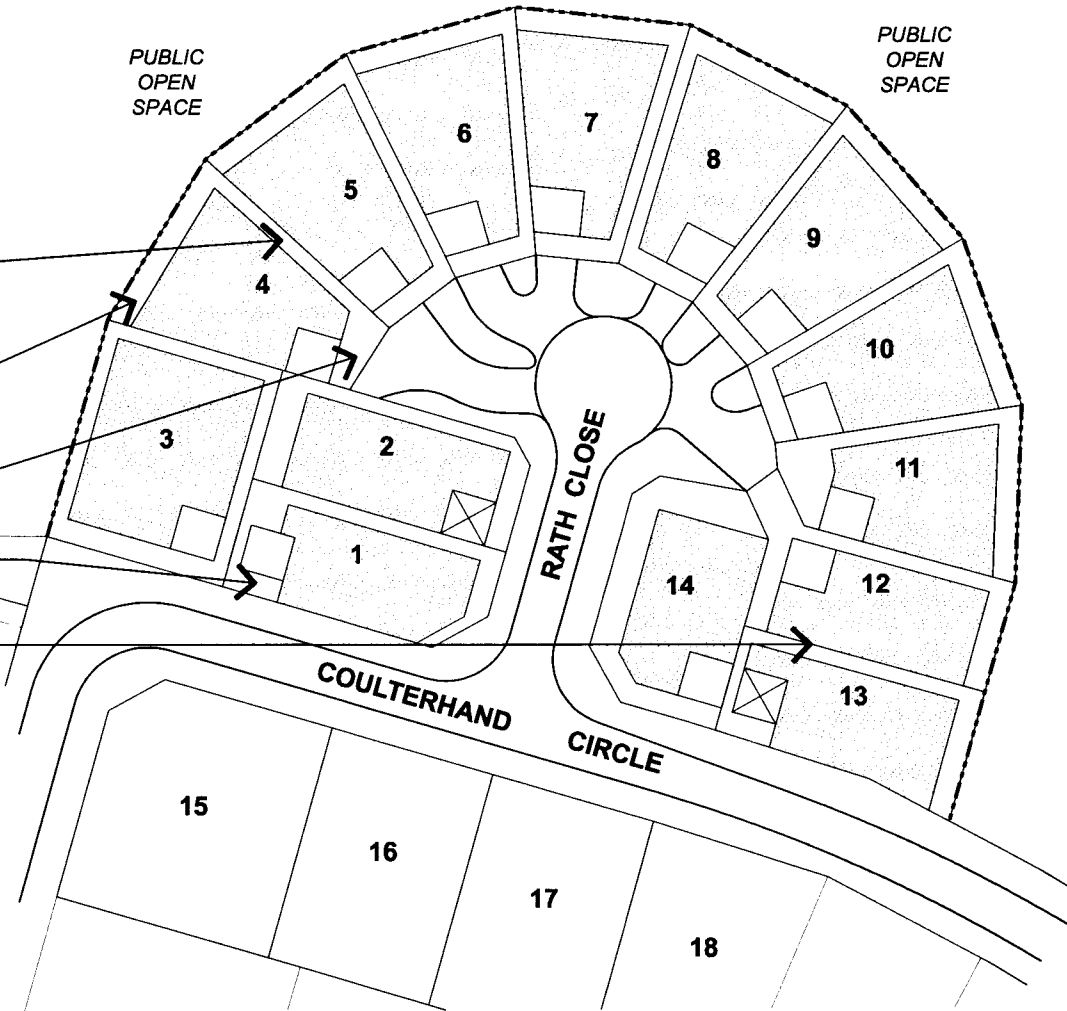 PUBLIC
OPEN
SPACE
PUBLIC
OPEN
SPACE
6
7
8
5
9
4
10
3
2
11
RATH CLOSE
1
14
12
13
COULTERHAND
CIRCLE
15
16
17
18